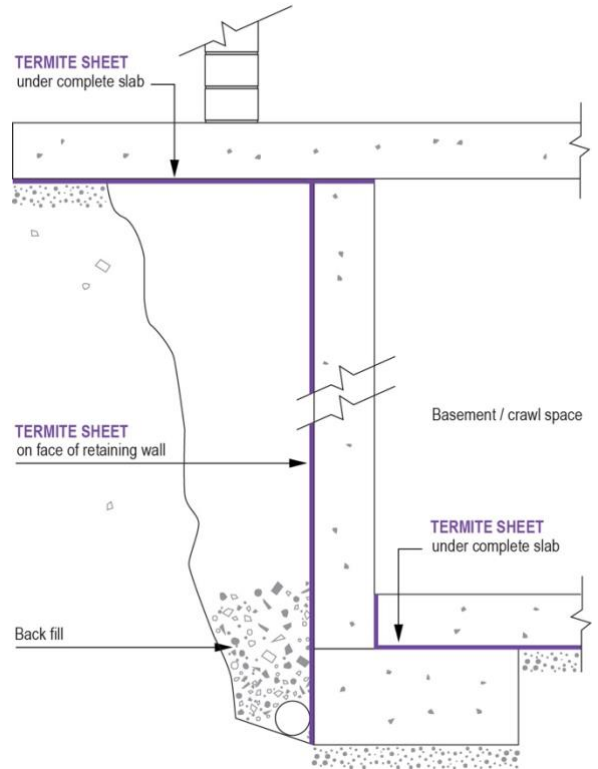 TERMITE SHEET
under complete slab
TERMITE SHEET
on face of retaining wall
Basement / crawl space
TERMITE SHEET
under complete slab
Back fill